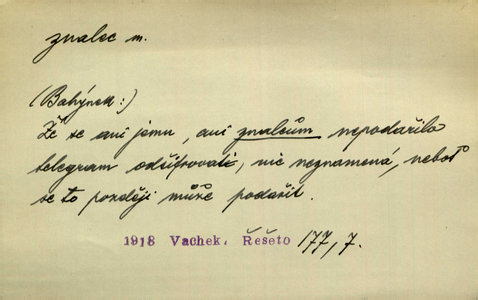 znalec m.
(Bahýnek:)
Že se ani jemu, ani znalcům nepodařilo
telegram odšifrovati, nic neznamená, neboť
se to později může podařit.
1918 Vachek, Řešeto 177, 7.